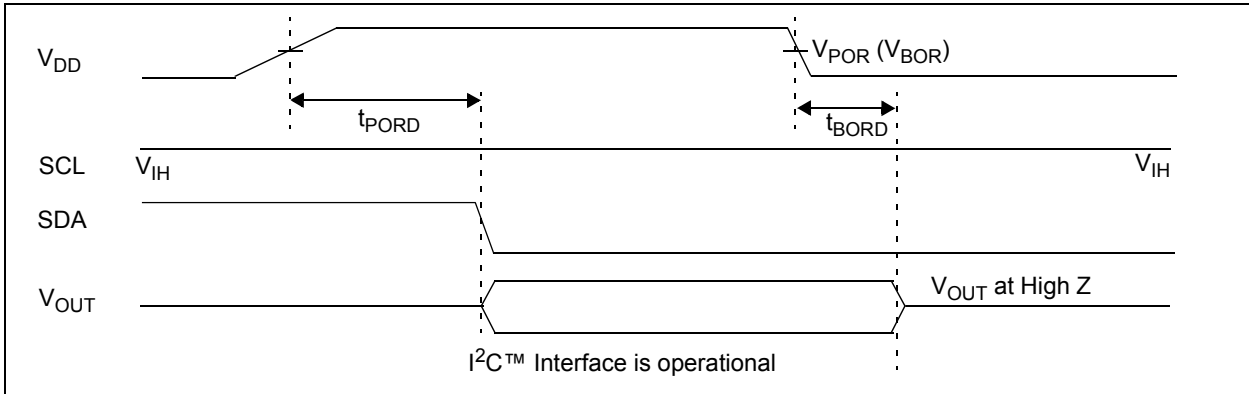 VDD
VPOR (VBOR)
tPORD
tBORD
SCL
VIH
VIH
SDA
VOUT
VOUT at High Z
I2C™ Interface is operational